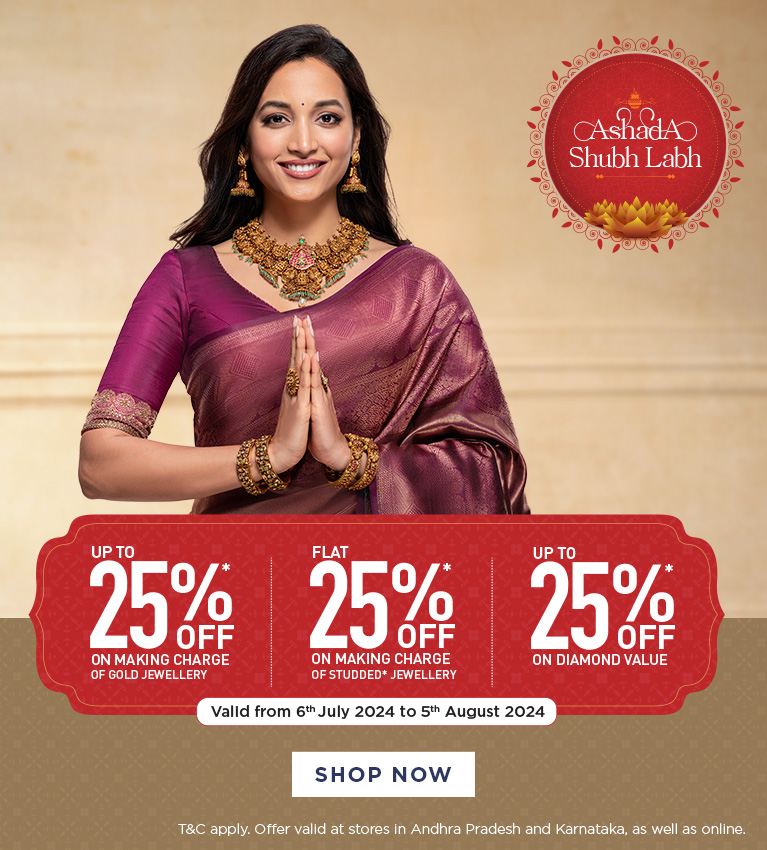 AshadA
Shubh Labh
UP TO
25%*
OFF
ON MAKING CHARGE
OF GOLD JEWELLERY
FLAT
25%*
OFF
ON MAKING CHARGE
OF STUDDED* JEWELLERY
UP TO
25%*
OFF
ON DIAMOND VALUE
Valid from 6th July 2024 to 5th August 2024
SHOP NOW
T&C apply. Offer valid at stores in Andhra Pradesh and Karnataka, as well as online.